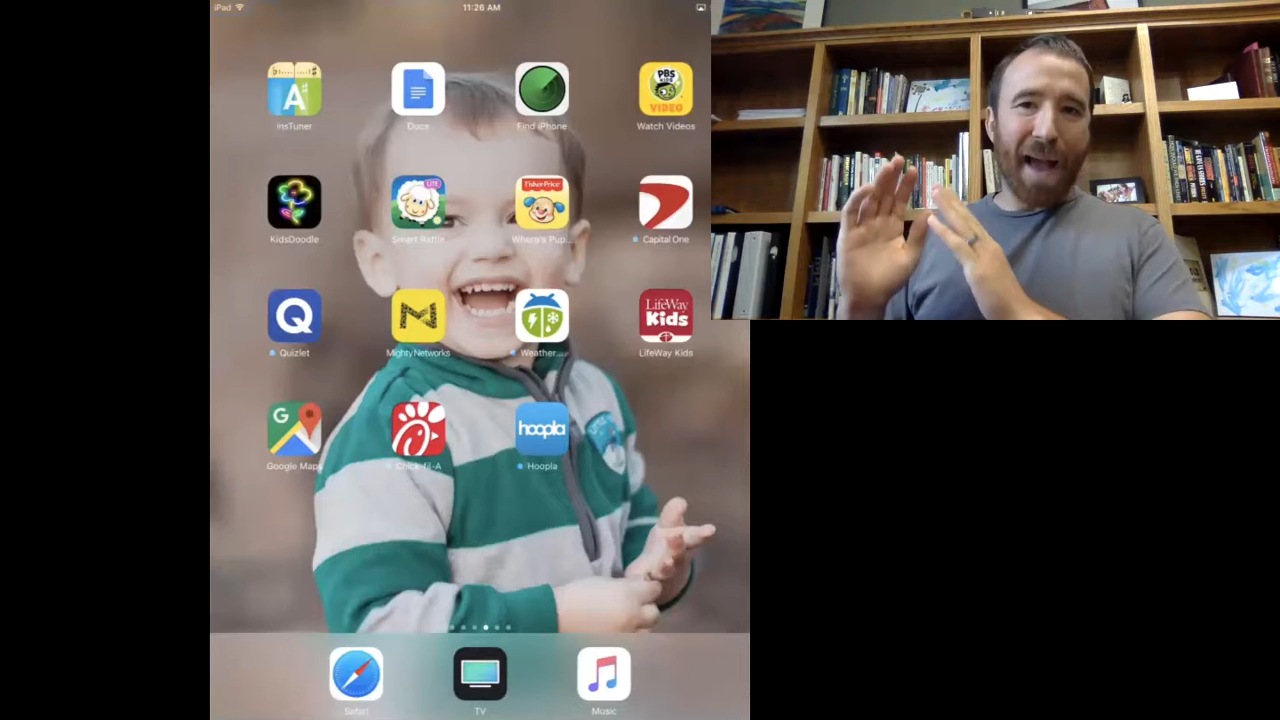 iPad 11:26 AM
PBS
KIDS
VIDEO
A
InsTuner Docs Find iPhone Watch Videos
LITE Fisher-Price
KidsDoodle Smart Rattle Where's Pup... Capital One
Q M LifeWay
Kids
Quizlet MightyNetworks Weather... LifeWay Kids
G hoopla
Google Maps Chick-fil-A Hoopla
Safari TV Music